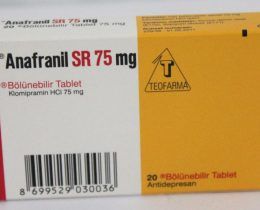 Anafranil SR 75 mg
20 Bölünebilir Tablet
®Anafranil SR 75 mg
®Bölünebilir Tablet
Klomipramin HCl 75 mg
T
TEOFARMA
8 699529 030036
20 ®Bölünebilir Tablet
Antidepresan